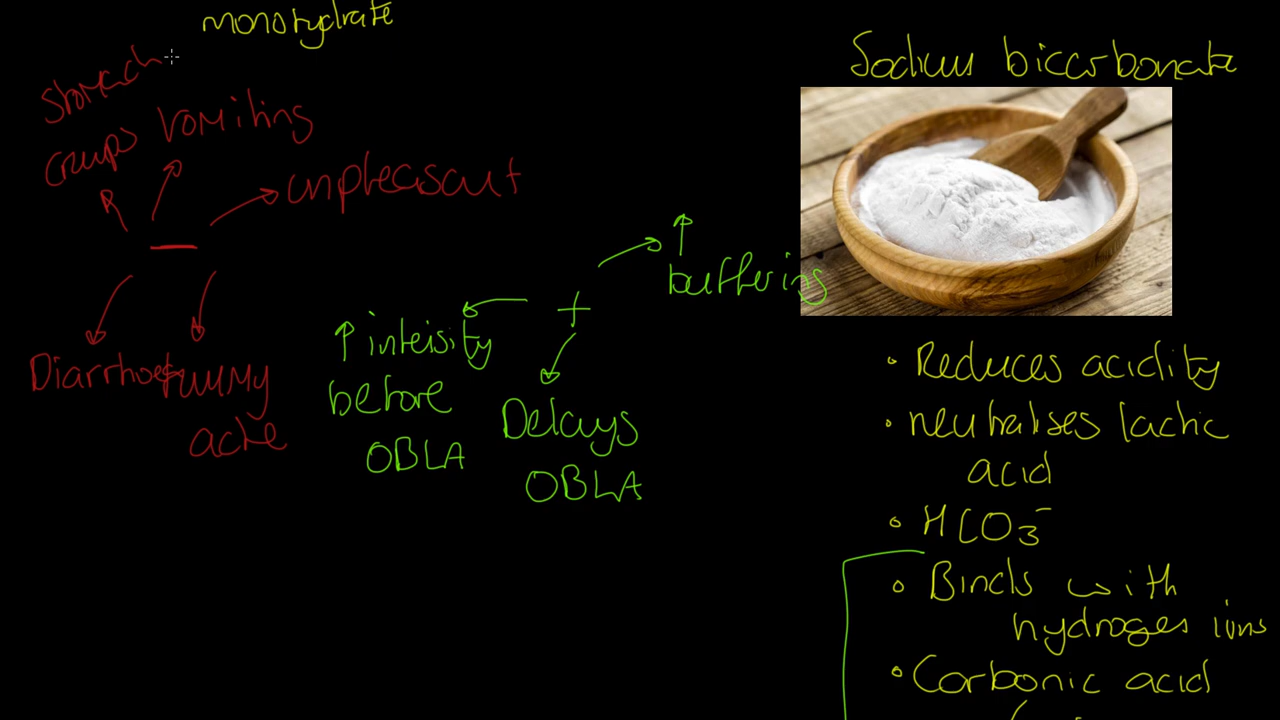 monohydrate
Sodium bicarbonate
stomach
cramps
vomiting
unpleasant
↑
buffering
+
↑ intensity
before
OBLA
Delays
OBLA
Diarrhoea
tummy
ache
• Reduces acidity
• neutralises lactic
acid
• HCO3-
• Binds with
hydrogen ions
• Carbonic acid